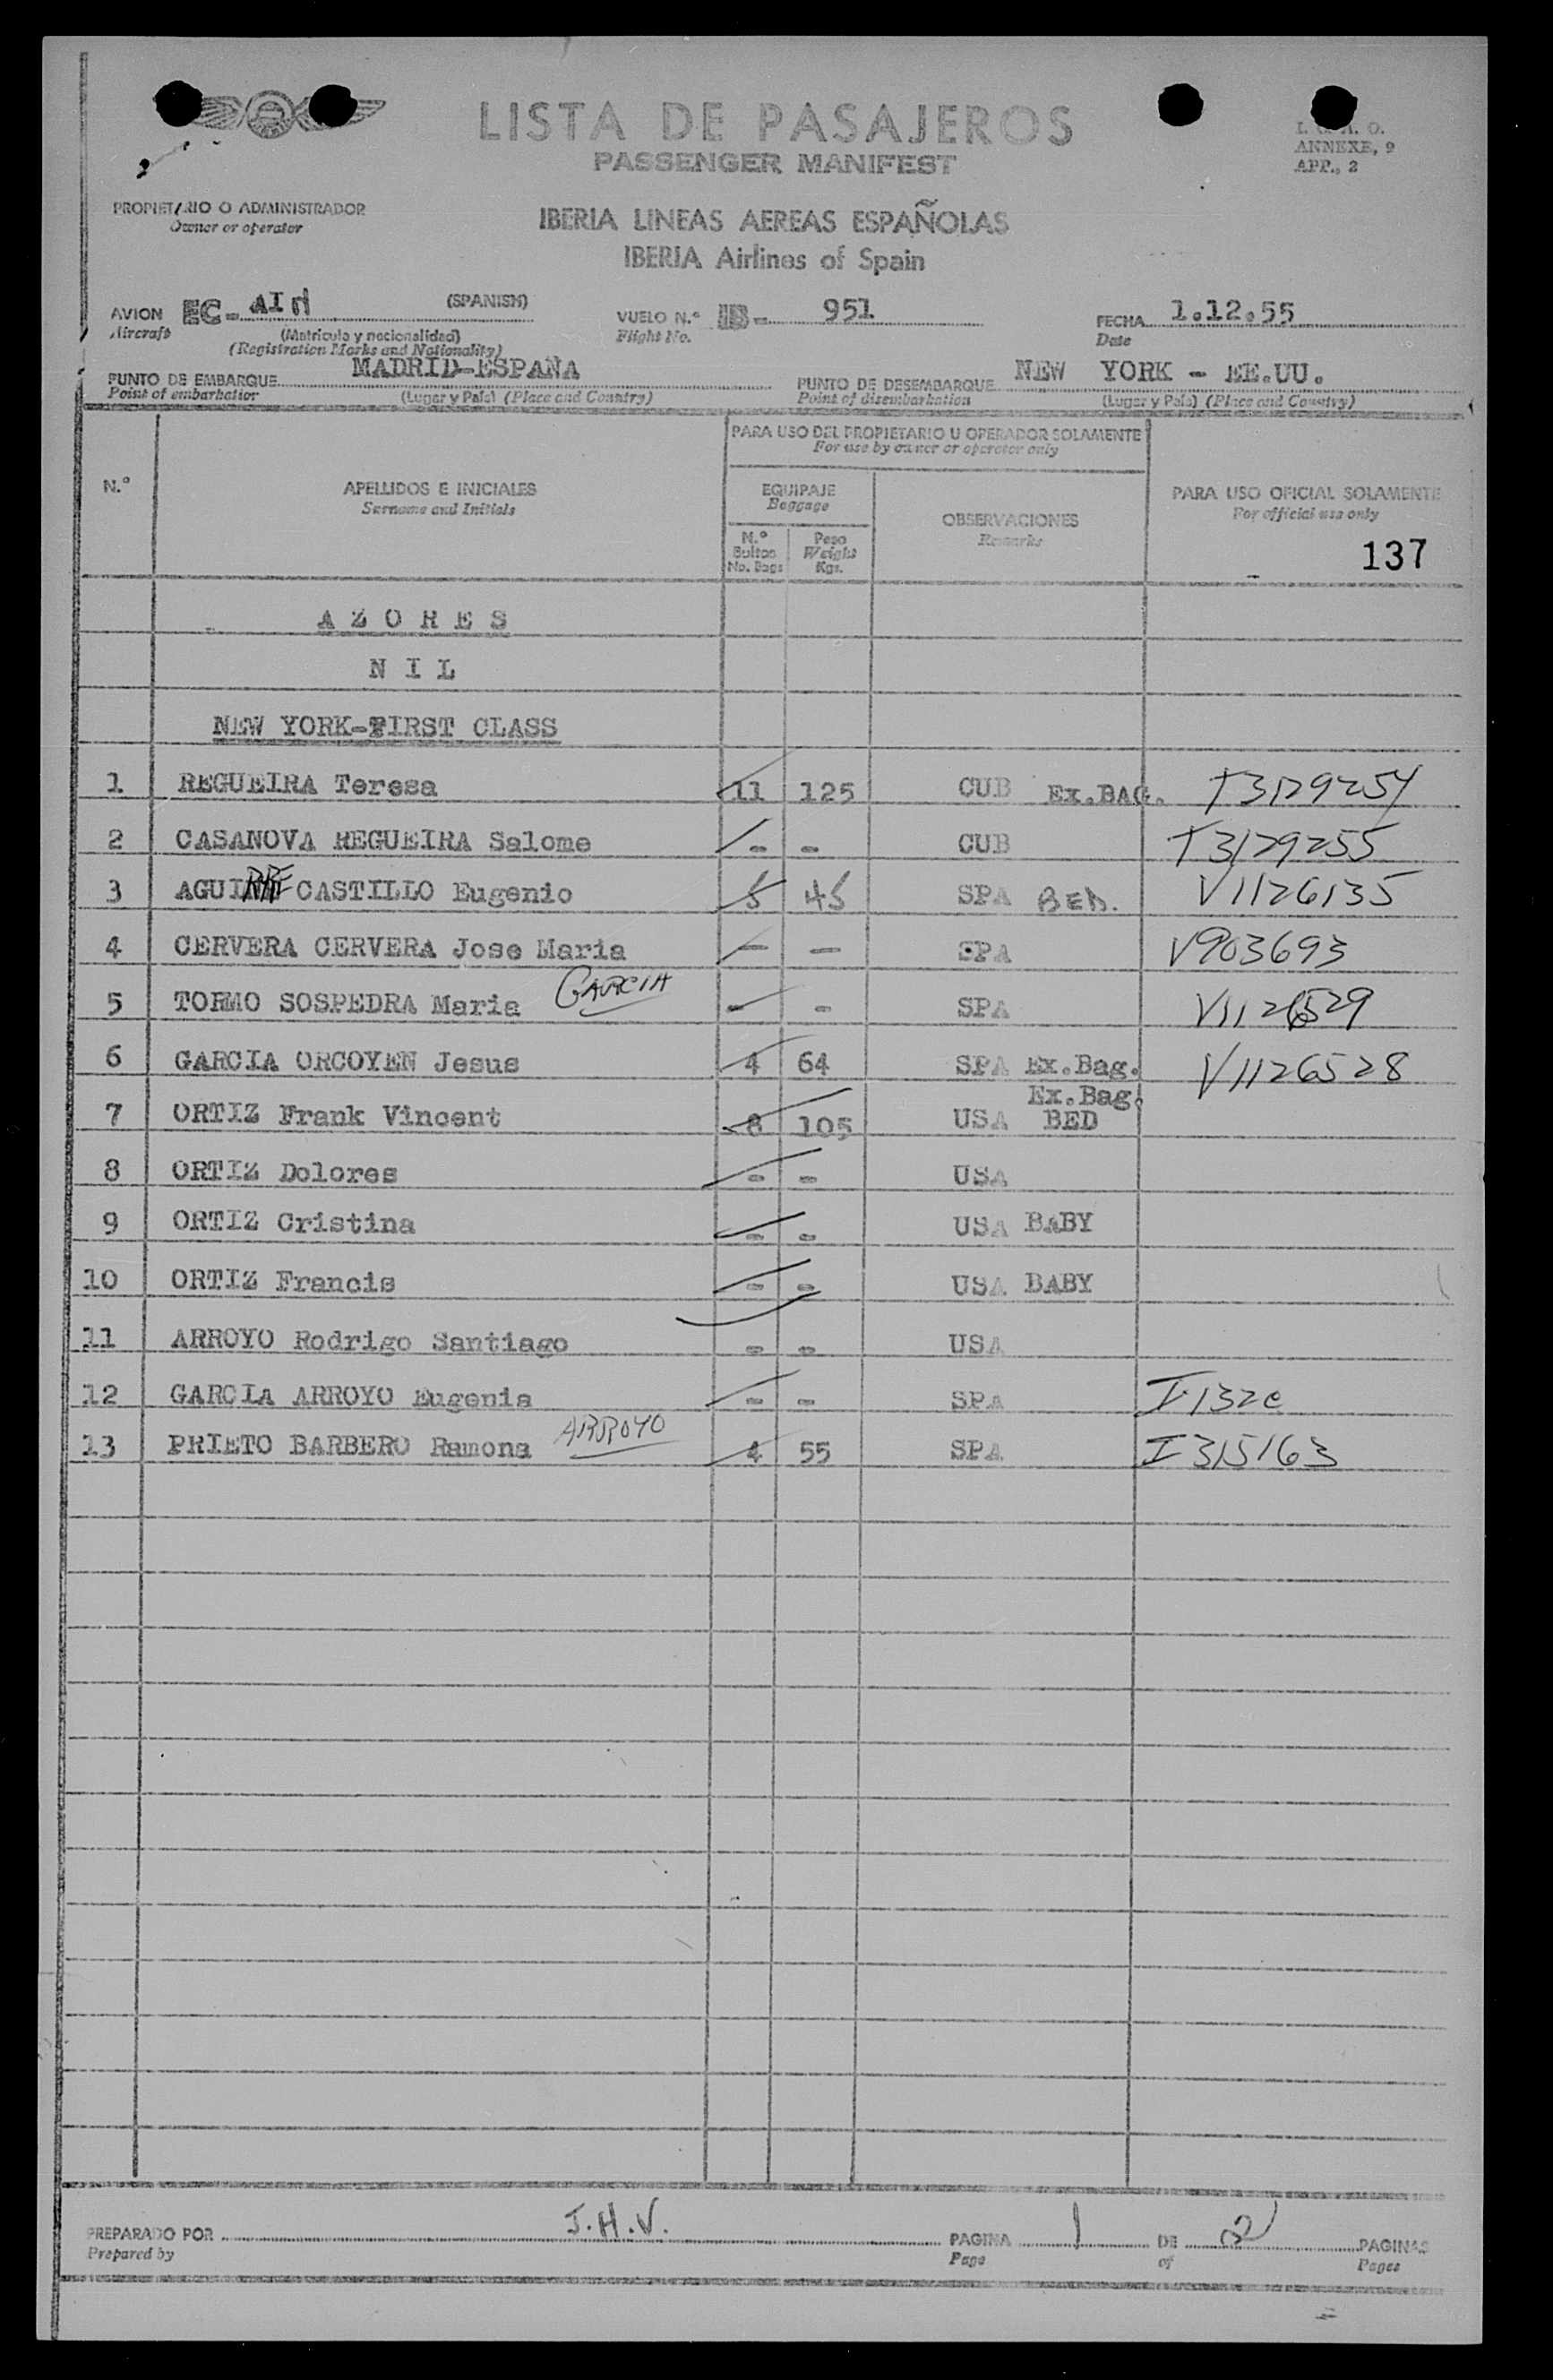 LISTA DE PASAJEROS
PASSENGER MANIFEST
ANNEXE, 9
APP., 2
PROPIETARIO O ADMINISTRADOR
Owner or operator
IBERIA LINEAS AEREAS ESPAÑOLAS
IBERIA Airlines of Spain
AVION EC- (SPANISH) VUELO N.º IB- 951 FECHA 1.12.55
Aircraft (Matricula y nacionalidad) Flight No. Date
(Registration Marks and Nationality)
PUNTO DE EMBARQUE MADRID-ESPAÑA PUNTO DE DESEMBARQUE NEW YORK - EE.UU.
Point of embarkation (Lugar y País) (Place and Country) Point of disembarkation (Lugar y País) (Place and Country)
PARA USO DEL PROPIETARIO U OPERADOR SOLAMENTE
For use by owner or operator only
N.º APELLIDOS E INICIALES EQUIPAJE PARA USO OFICIAL SOLAMENTE
Surname and Initials Baggage OBSERVACIONES For official use only
N.º Bultos Peso Remarks
No. Bags Weight Kgs. 137
AZORES
NIL
NEW YORK-FIRST CLASS
1 REGUEIRA Teresa 11 125 CUB EX.BAG. T3129254
2 CASANOVA REGUEIRA Salome - - CUB T3129255
3 AGUIRRE CASTILLO Eugenio 5 45 SPA BED. V1126135
4 CERVERA CERVERA Jose Maria - - SPA V903693
5 TORMO SOSPEDRA Maria GARCIA - - SPA V1126529
6 GARCIA ORCOYEN Jesus 4 64 SPA Ex.Bag. V1126528
Ex.Bag.
7 ORTIZ Frank Vincent 8 105 USA BED
8 ORTIZ Dolores - - USA
9 ORTIZ Cristina - - USA BABY
10 ORTIZ Francis - - USA BABY
11 ARROYO Rodrigo Santiago - - USA
12 GARCIA ARROYO Eugenia - - SPA
13 PRIETO BARBERO Ramona ARROYO 4 55 SPA I 315163
PREPARADO POR J.H.V. PAGINA 1 DE 2 PAGINAS
Prepared by Page of Pages